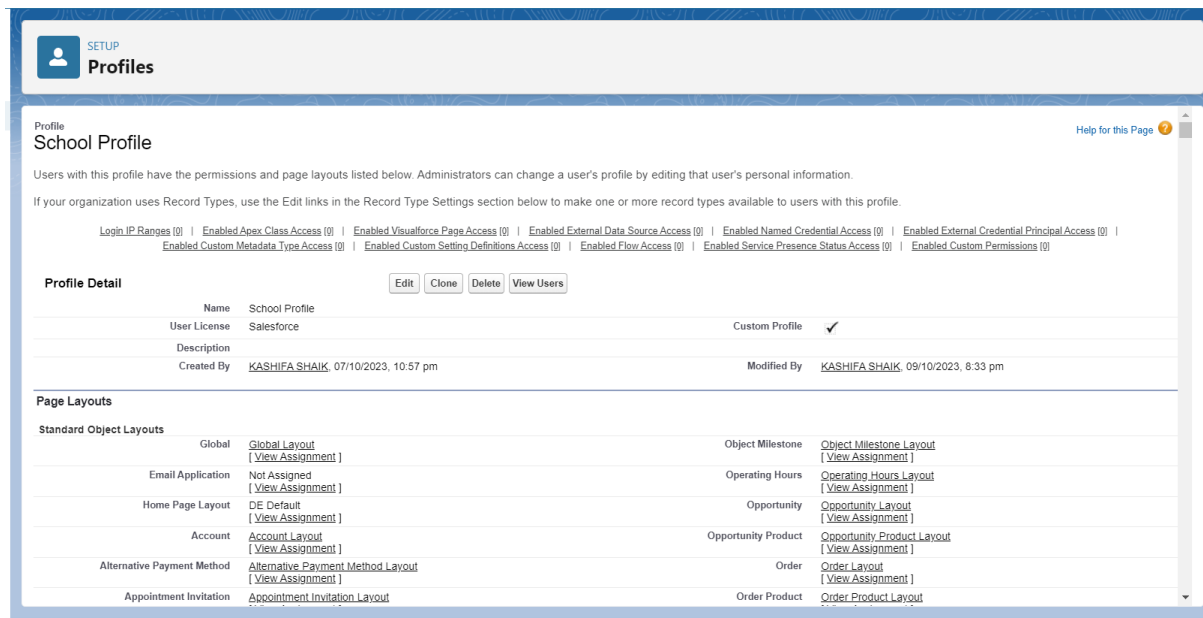 SETUP
Profiles
Profile
School Profile
Help for this Page ?
Users with this profile have the permissions and page layouts listed below. Administrators can change a user's profile by editing that user's personal information.
If your organization uses Record Types, use the Edit links in the Record Type Settings section below to make one or more record types available to users with this profile.
Login IP Ranges [0] | Enabled Apex Class Access [0] | Enabled Visualforce Page Access [0] | Enabled External Data Source Access [0] | Enabled Named Credential Access [0] | Enabled External Credential Principal Access [0] |
Enabled Custom Metadata Type Access [0] | Enabled Custom Setting Definitions Access [0] | Enabled Flow Access [0] | Enabled Service Presence Status Access [0] | Enabled Custom Permissions [0]
Profile Detail Edit Clone Delete View Users
Name School Profile
User License Salesforce Custom Profile ✓
Description
Created By KASHIFA SHAIK, 07/10/2023, 10:57 pm Modified By KASHIFA SHAIK, 09/10/2023, 8:33 pm
Page Layouts
Standard Object Layouts
Global Global Layout Object Milestone Object Milestone Layout
[ View Assignment ] [ View Assignment ]
Email Application Not Assigned Operating Hours Operating Hours Layout
[ View Assignment ] [ View Assignment ]
Home Page Layout DE Default Opportunity Opportunity Layout
[ View Assignment ] [ View Assignment ]
Account Account Layout Opportunity Product Opportunity Product Layout
[ View Assignment ] [ View Assignment ]
Alternative Payment Method Alternative Payment Method Layout Order Order Layout
[ View Assignment ] [ View Assignment ]
Appointment Invitation Appointment Invitation Layout Order Product Order Product Layout